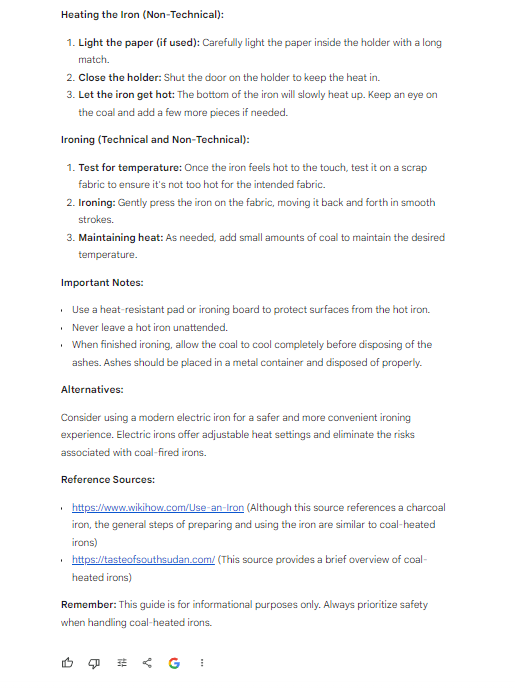 Heating the Iron (Non-Technical):
1. Light the paper (if used): Carefully light the paper inside the holder with a long
match.
2. Close the holder: Shut the door on the holder to keep the heat in.
3. Let the iron get hot: The bottom of the iron will slowly heat up. Keep an eye on
the coal and add a few more pieces if needed.
Ironing (Technical and Non-Technical):
1. Test for temperature: Once the iron feels hot to the touch, test it on a scrap
fabric to ensure it's not too hot for the intended fabric.
2. Ironing: Gently press the iron on the fabric, moving it back and forth in smooth
strokes.
3. Maintaining heat: As needed, add small amounts of coal to maintain the desired
temperature.
Important Notes:
• Use a heat-resistant pad or ironing board to protect surfaces from the hot iron.
• Never leave a hot iron unattended.
• When finished ironing, allow the coal to cool completely before disposing of the
ashes. Ashes should be placed in a metal container and disposed of properly.
Alternatives:
Consider using a modern electric iron for a safer and more convenient ironing
experience. Electric irons offer adjustable heat settings and eliminate the risks
associated with coal-fired irons.
Reference Sources:
• https://www.wikihow.com/Use-an-Iron (Although this source references a charcoal
iron, the general steps of preparing and using the iron are similar to coal-heated
irons)
• https://tasteofsouthsudan.com/ (This source provides a brief overview of coal-
heated irons)
Remember: This guide is for informational purposes only. Always prioritize safety
when handling coal-heated irons.